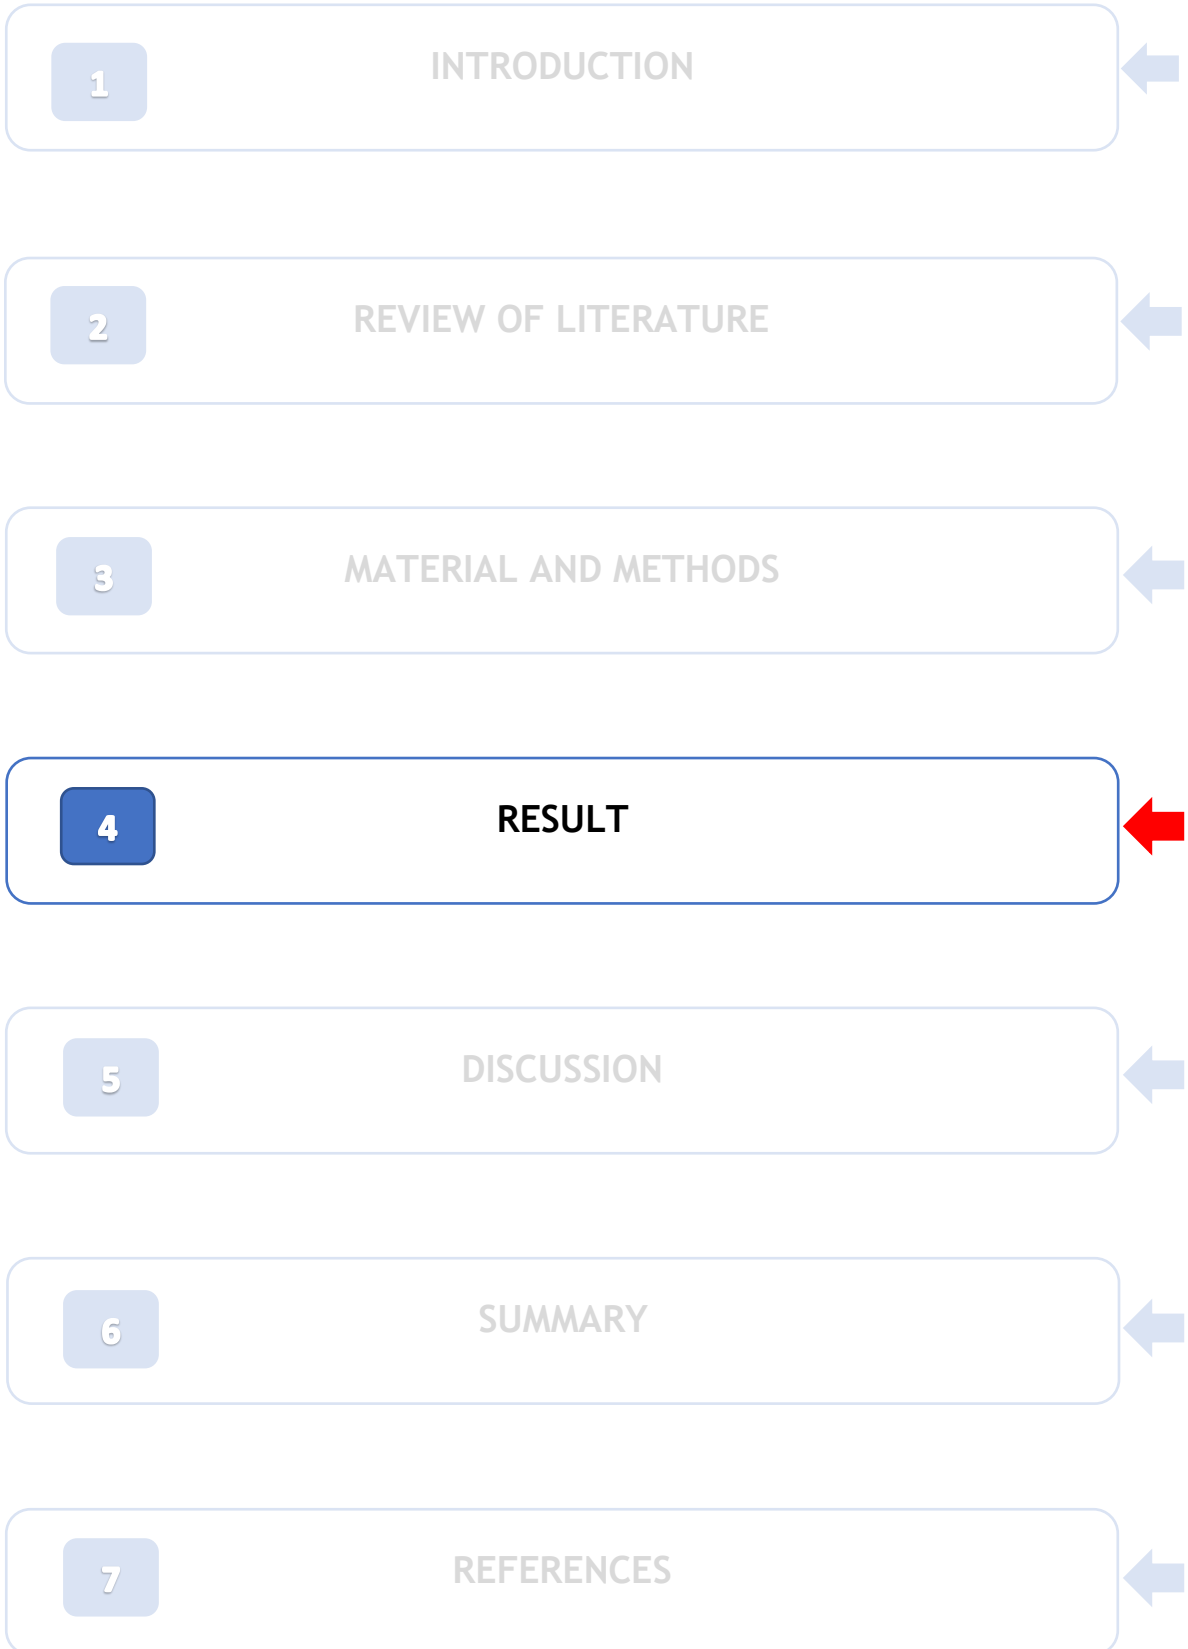 1 INTRODUCTION
2 REVIEW OF LITERATURE
3 MATERIAL AND METHODS
4 RESULT
5 DISCUSSION
6 SUMMARY
7 REFERENCES